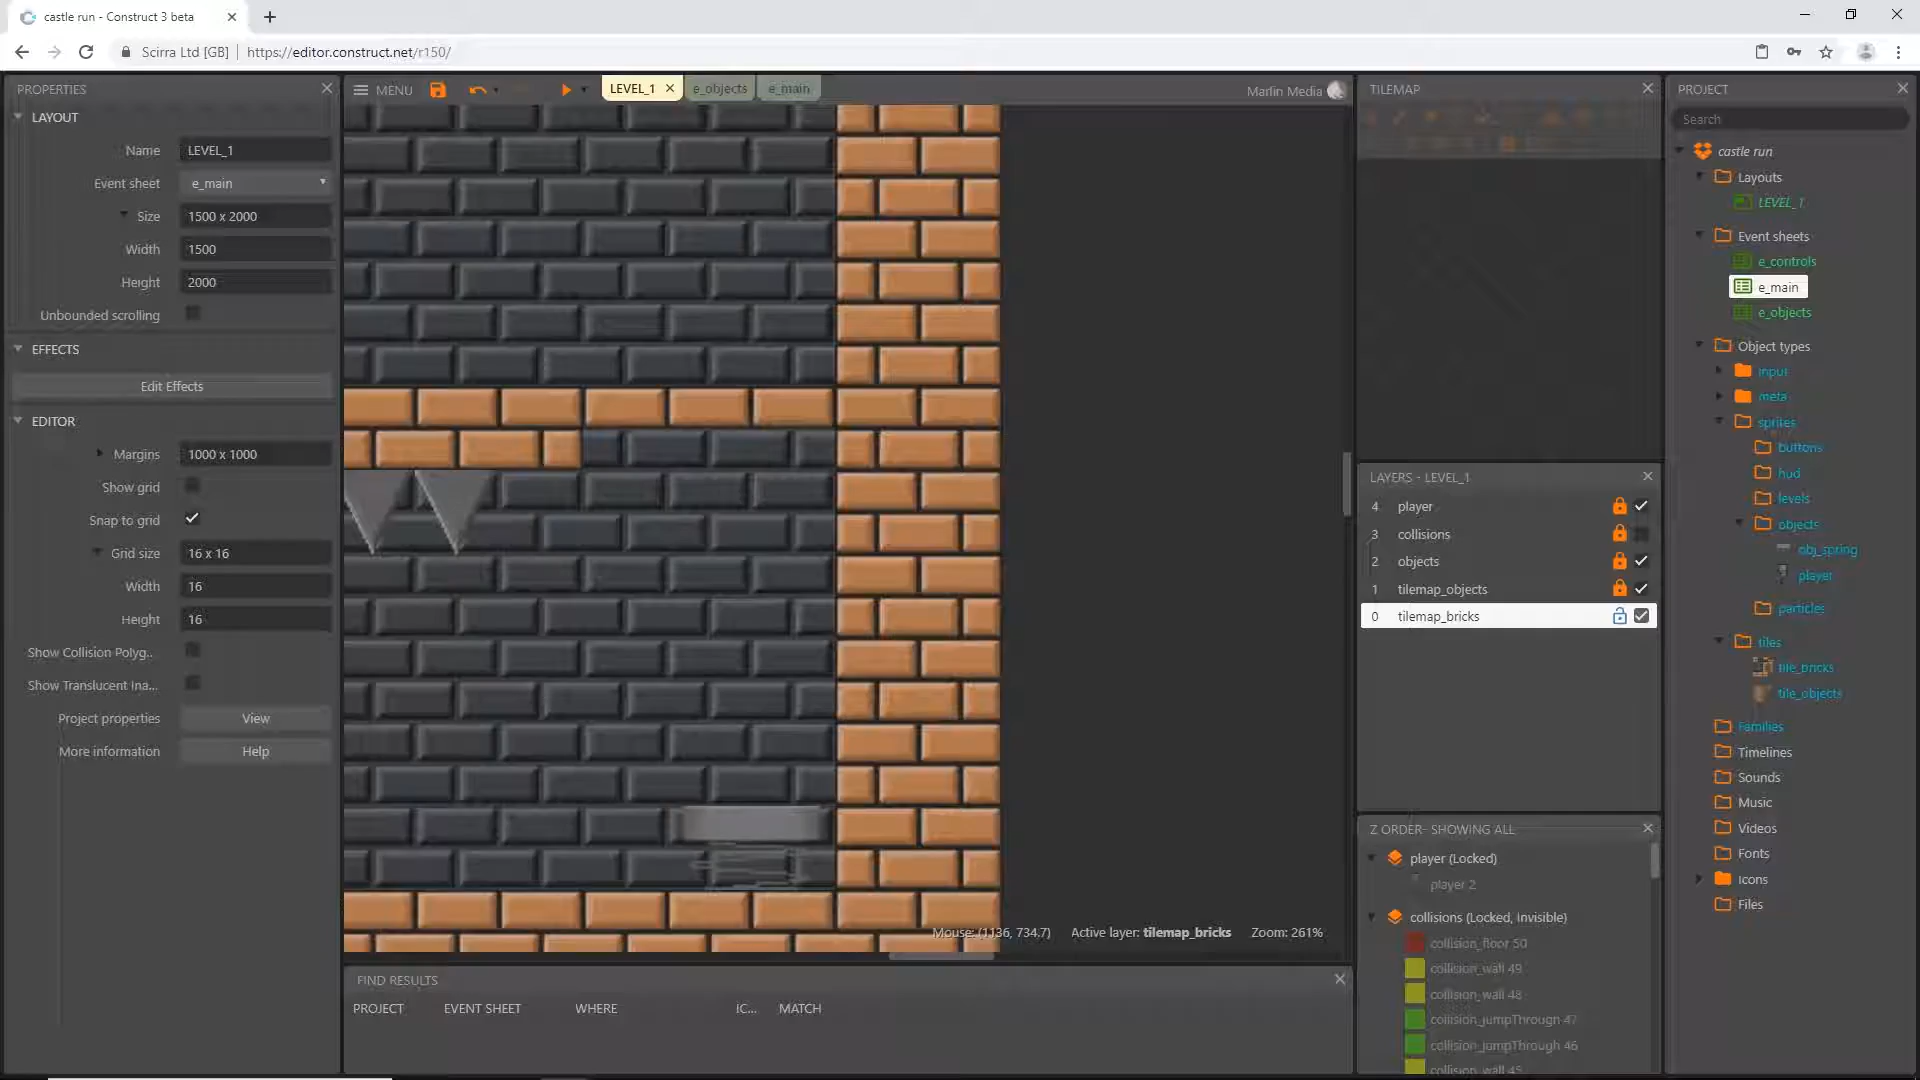 castle run - Construct 3 beta
Scirra Ltd [GB]
https://editor.construct.net/r150/
PROPERTIES
LAYOUT
Name LEVEL_1
Event sheet e_main
Size 1500 x 2000
Width 1500
Height 2000
Unbounded scrolling
EFFECTS
Edit Effects
EDITOR
Margins 1000 x 1000
Show grid
Snap to grid
Grid size 16 x 16
Width 16
Height 16
Show Collision Polyg...
Show Translucent Ina...
Project properties View
More information Help
MENU
LEVEL_1
e_objects
e_main
Marlin Media
Mouse: (1136, 734.7) Active layer: tilemap_bricks Zoom: 261%
FIND RESULTS
PROJECT EVENT SHEET WHERE IC... MATCH
TILEMAP
LAYERS - LEVEL_1
4 player
3 collisions
2 objects
1 tilemap_objects
0 tilemap_bricks
Z ORDER- SHOWING ALL
player (Locked)
player 2
collisions (Locked, Invisible)
collision_floor 50
collision_wall 49
collision_wall 48
collision_jumpThrough 47
collision_jumpThrough 46
collision_wall 45
PROJECT
Search
castle run
Layouts
LEVEL_1
Event sheets
e_controls
e_main
e_objects
Object types
input
meta
sprites
buttons
hud
levels
objects
obj_spring
player
particles
tiles
tile_bricks
tile_objects
Families
Timelines
Sounds
Music
Videos
Fonts
Icons
Files